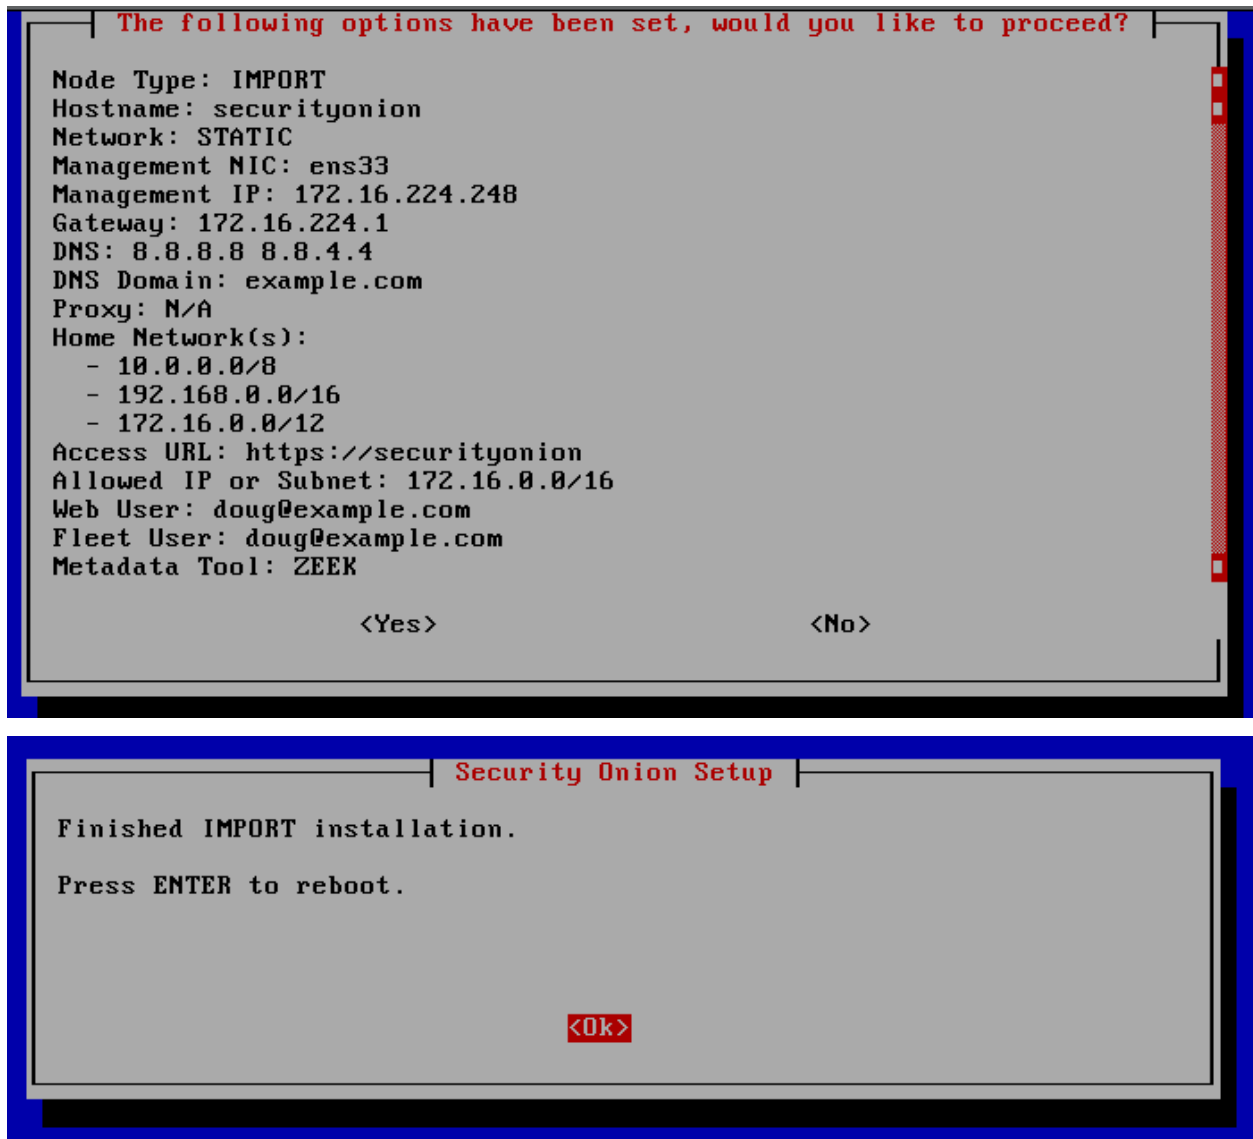 The following options have been set, would you like to proceed?
Node Type: IMPORT
Hostname: securityonion
Network: STATIC
Management NIC: ens33
Management IP: 172.16.224.248
Gateway: 172.16.224.1
DNS: 8.8.8.8 8.8.4.4
DNS Domain: example.com
Proxy: N/A
Home Network(s):
- 10.0.0.0/8
- 192.168.0.0/16
- 172.16.0.0/12
Access URL: https://securityonion
Allowed IP or Subnet: 172.16.0.0/16
Web User: doug@example.com
Fleet User: doug@example.com
Metadata Tool: ZEEK
<Yes> <No>
Security Onion Setup
Finished IMPORT installation.
Press ENTER to reboot.
<Ok>